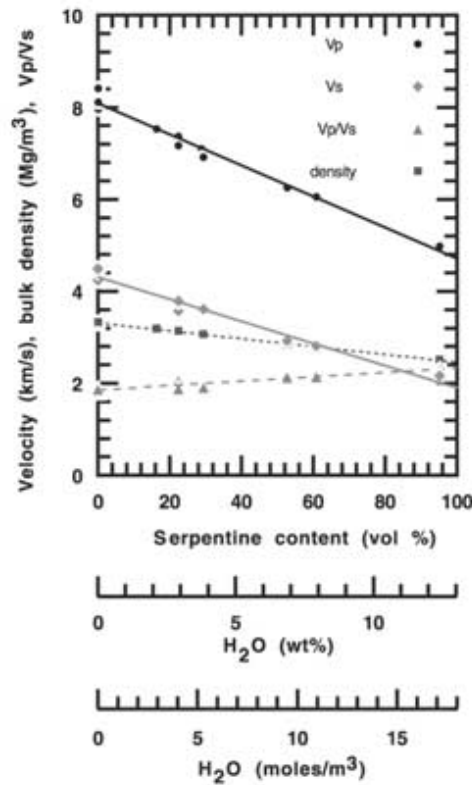 Velocity (km/s), bulk density (Mg/m³), Vp/Vs
10
8
6
4
2
0
Vp
Vs
Vp/Vs
density
0 20 40 60 80 100
Serpentine content (vol %)
0 5 10
H₂O (wt%)
0 5 10 15
H₂O (moles/m³)